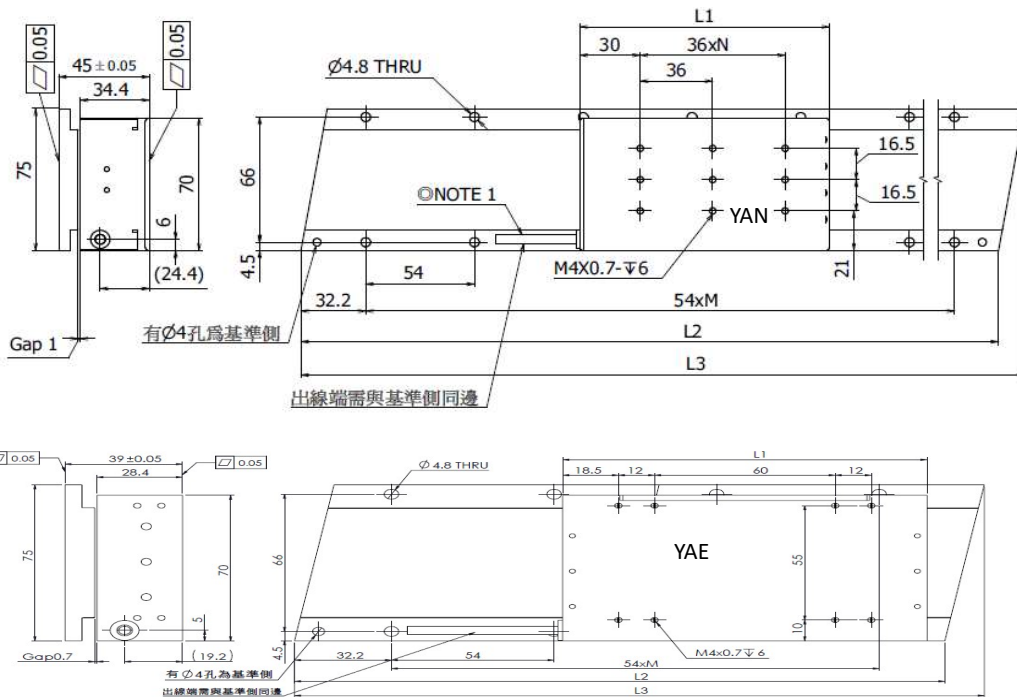 L1
30
36xN
36
Ø4.8 THRU
0.05
45 ± 0.05
0.05
34.4
75
70
6
(24.4)
Gap 1
66
4.5
◎NOTE 1
YAN
16.5
16.5
21
M4X0.7-↧6
54
32.2
54xM
有Ø4孔爲基準側
L2
L3
出線端需與基準側同邊
0.05
39±0.05
28.4
0.05
75
70
5
(19.2)
Gap0.7
Ø 4.8 THRU
L1
18.5
12
60
12
66
4.5
YAE
55
10
M4x0.7↧6
32.2
54
54xM
有 Ø4孔為基準側
L2
出線端需與基準側同邊
L3